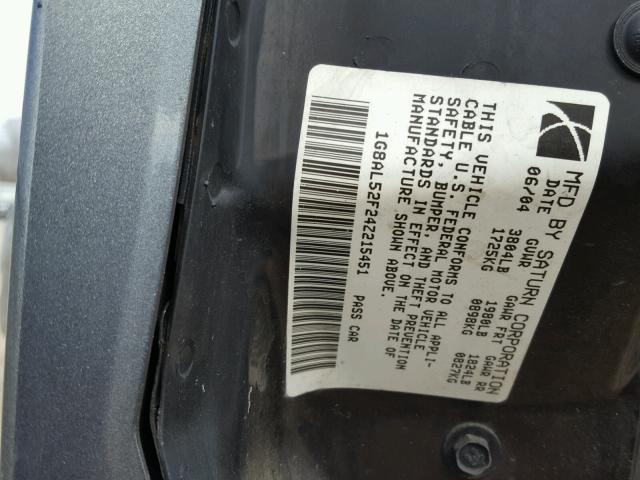 MFD BY SATURN CORPORATION
DATE GVWR GAWR FRT GAWR RR
06/04 3804LB 1980LB 1824LB
1725KG 0898KG 0827KG
THIS VEHICLE CONFORMS TO ALL APPLI-
CABLE U.S. FEDERAL MOTOR VEHICLE
SAFETY, BUMPER, AND THEFT PREVENTION
STANDARDS IN EFFECT ON THE DATE OF
MANUFACTURE SHOWN ABOVE.
1G8AL52F24Z215451 PASS CAR